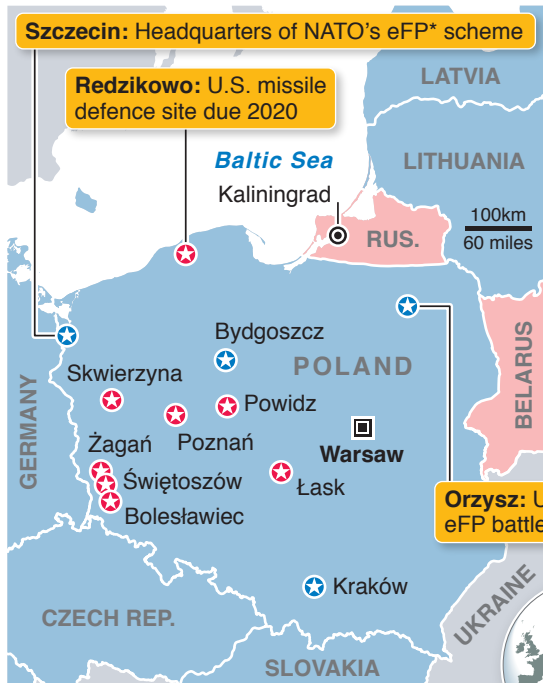 Szczecin: Headquarters of NATO's eFP* scheme
Redzikowo: U.S. missile
defence site due 2020
LATVIA
Baltic Sea
LITHUANIA
Kaliningrad
RUS.
100km
60 miles
BELARUS
Bydgoszcz
POLAND
Skwierzyna
GERMANY
Powidz
Poznań
Warsaw
Żagań
Świętoszów
Łask
Bolesławiec
Orzysz: U
eFP battle
Kraków
UKRAINE
CZECH REP.
SLOVAKIA